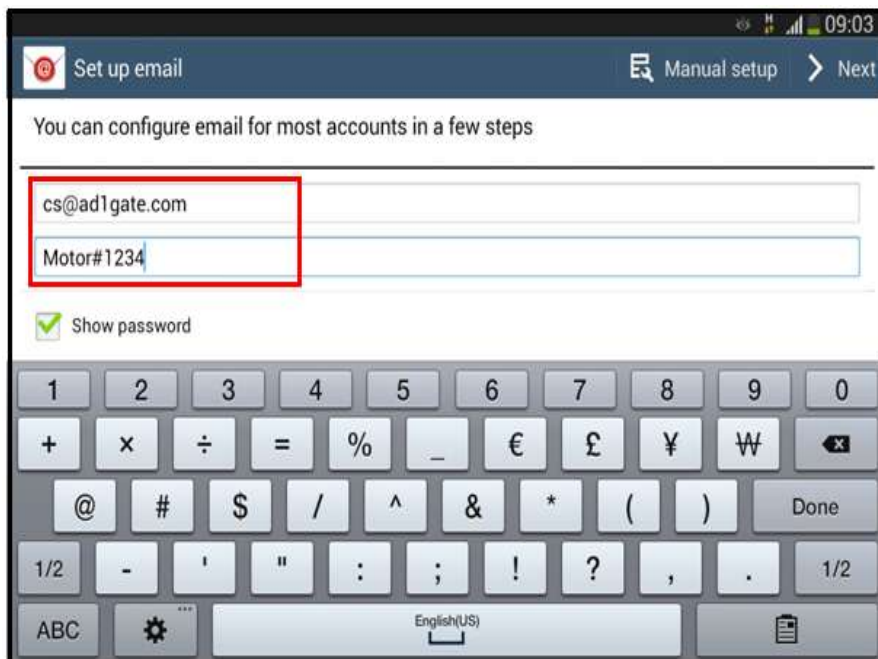 09:03
@ Set up email Manual setup Next
You can configure email for most accounts in a few steps
cs@ad1gate.com
Motor#1234
Show password
1 2 3 4 5 6 7 8 9 0
+ × ÷ = % _ € £ ¥ ₩
@ # $ / ^ & * ( ) Done
1/2 - ' " : ; ! ? , . 1/2
ABC ... English(US)